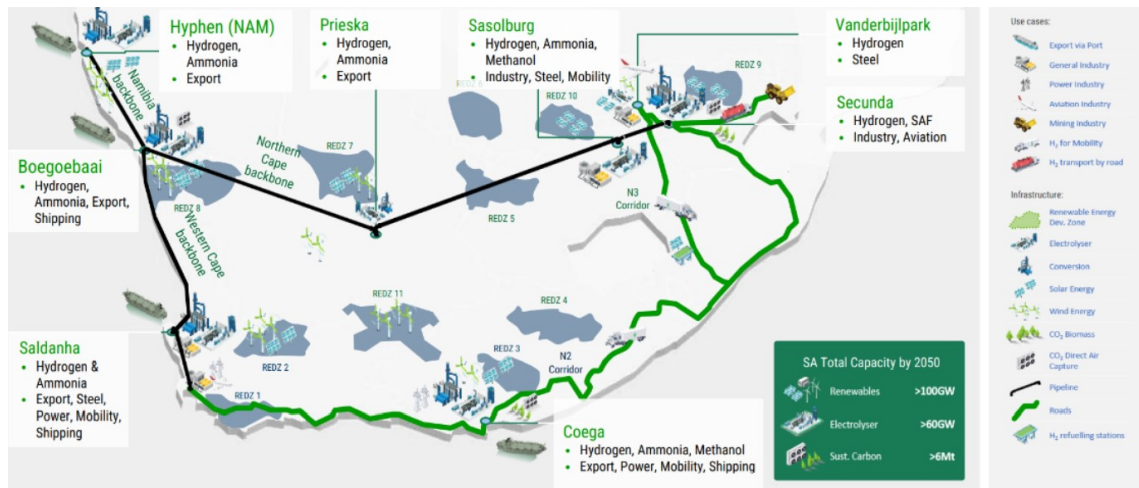 Hyphen (NAM)
• Hydrogen,
Ammonia
• Export
Prieska
• Hydrogen,
Ammonia
• Export
Sasolburg
• Hydrogen, Ammonia,
Methanol
• Industry, Steel, Mobility
Vanderbijlpark
• Hydrogen
• Steel
Secunda
• Hydrogen, SAF
• Industry, Aviation
Boegoebaai
• Hydrogen,
Ammonia, Export,
Shipping
Saldanha
• Hydrogen &
Ammonia
• Export, Steel,
Power, Mobility,
Shipping
Coega
• Hydrogen, Ammonia, Methanol
• Export, Power, Mobility, Shipping
Namibia
backbone
Northern
Cape
backbone
Western Cape
backbone
REDZ 9
REDZ 10
REDZ 7
REDZ 8
REDZ 5
N3
Corridor
REDZ 11
REDZ 4
REDZ 2
REDZ 3
N2
Corridor
REDZ 1
SA Total Capacity by 2050
Renewables >100GW
Electrolyser >60GW
Sust. Carbon >6Mt
Use cases:
Export via Port
General Industry
Power Industry
Aviation Industry
Mining Industry
H₂ for Mobility
H₂ transport by road
Infrastructure:
Renewable Energy
Dev. Zone
Electrolyser
Conversion
Solar Energy
Wind Energy
CO₂ Biomass
CO₂ Direct Air
Capture
Pipeline
Roads
H₂ refuelling stations